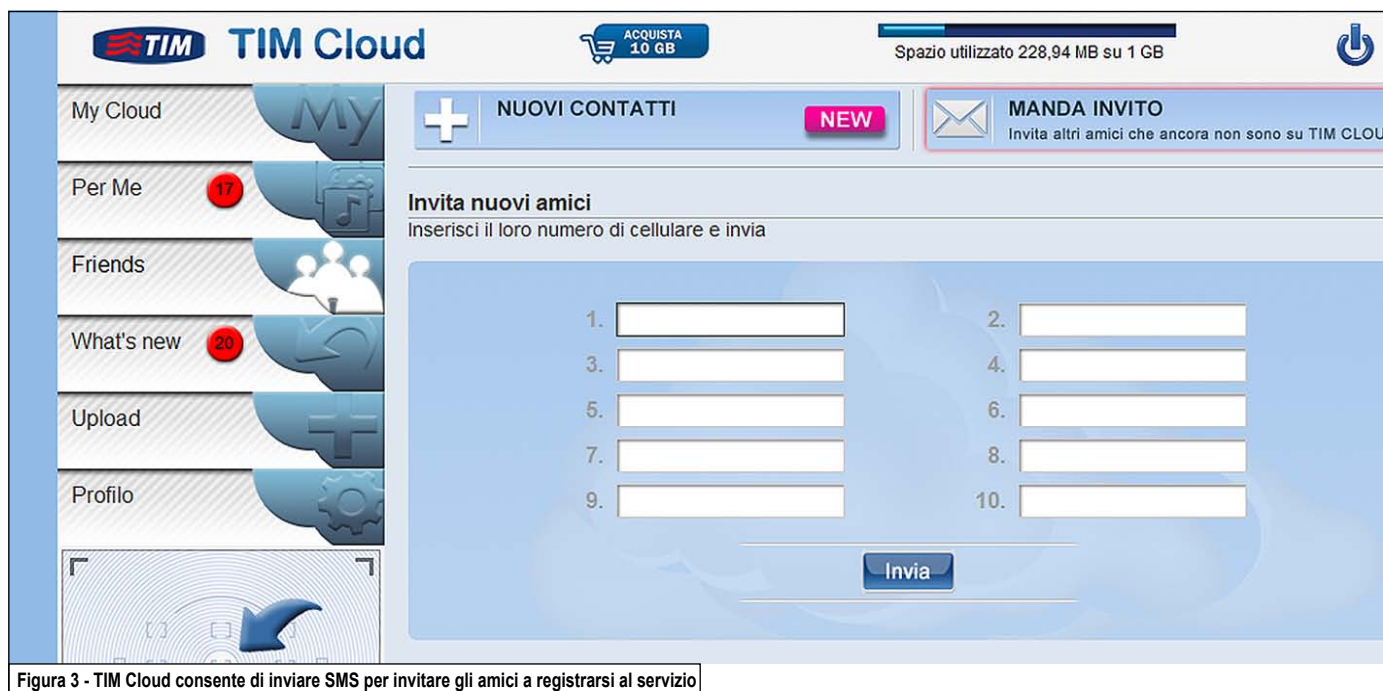 TIM TIM Cloud
ACQUISTA
10 GB
Spazio utilizzato 228,94 MB su 1 GB
My Cloud
My
Per Me 17
Friends
What's new 20
Upload
Profilo
NUOVI CONTATTI
NEW
MANDA INVITO
Invita altri amici che ancora non sono su TIM CLOU
Invita nuovi amici
Inserisci il loro numero di cellulare e invia
1. 2.
3. 4.
5. 6.
7. 8.
9. 10.
Invia
Figura 3 - TIM Cloud consente di inviare SMS per invitare gli amici a registrarsi al servizio